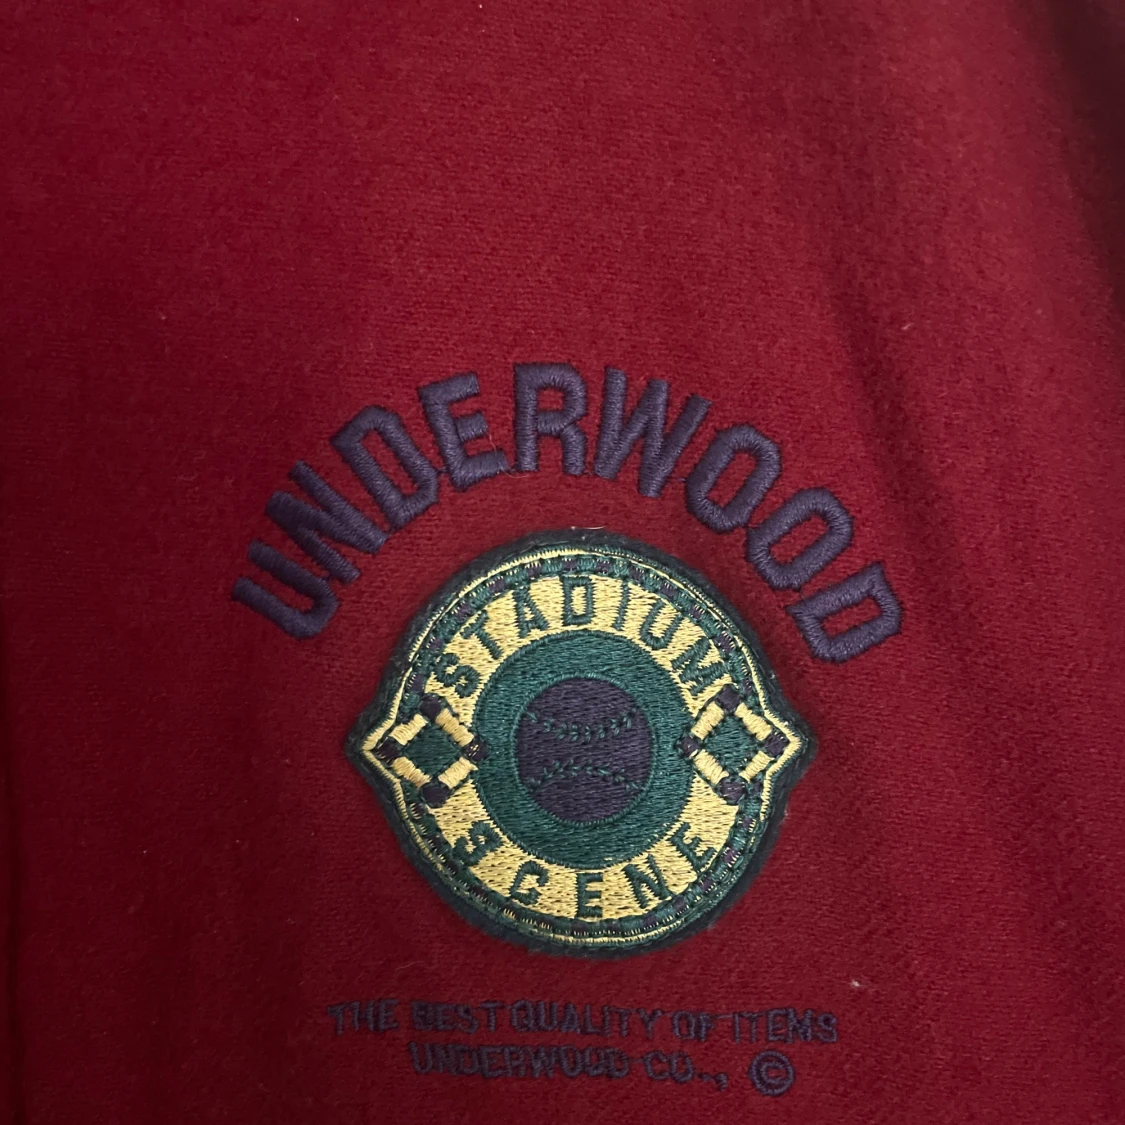 UNDERWOOD
STADIUM
SCENE
THE BEST QUALITY OF ITEMS
UNDERWOOD CO.., ©